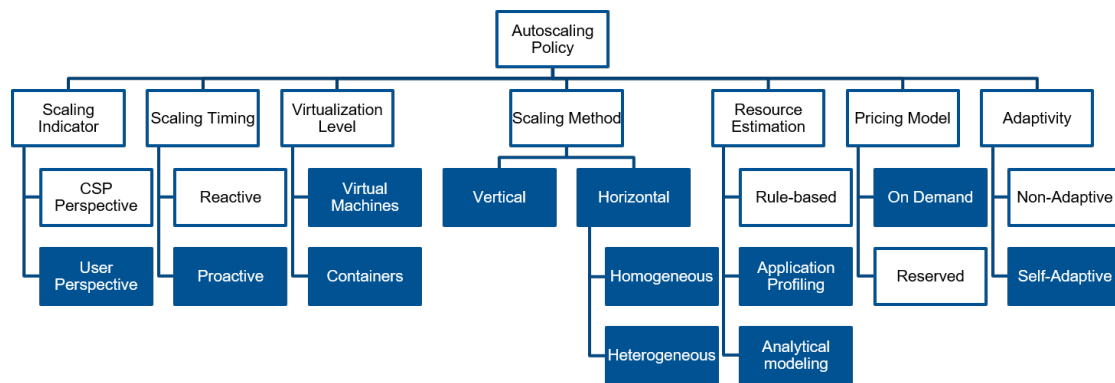 Autoscaling
Policy
Scaling
Indicator
Scaling Timing
Virtualization
Level
Scaling Method
Resource
Estimation
Pricing Model
Adaptivity
CSP
Perspective
Reactive
Virtual
Machines
Vertical
Horizontal
Rule-based
On Demand
Non-Adaptive
User
Perspective
Proactive
Containers
Homogeneous
Application
Profiling
Reserved
Self-Adaptive
Heterogeneous
Analytical
modeling